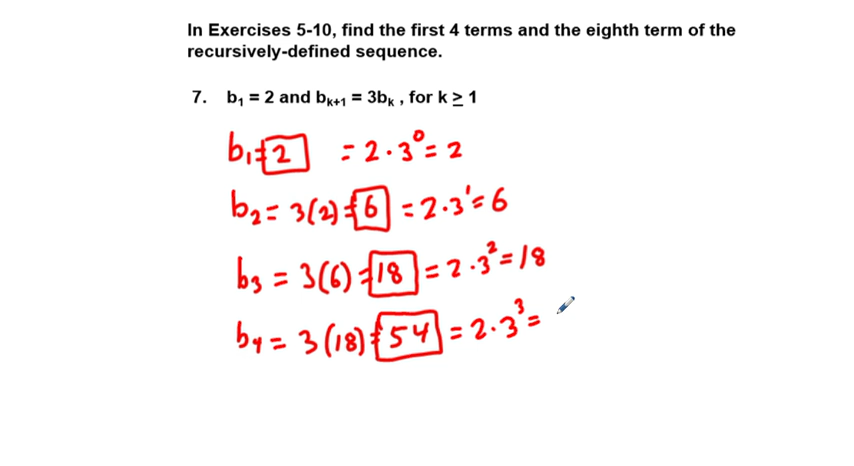 In Exercises 5-10, find the first 4 terms and the eighth term of the
recursively-defined sequence.
7. b₁ = 2 and bₖ₊₁ = 3bₖ , for k ≥ 1
b₁ = 2 = 2 · 3⁰ = 2
b₂ = 3(2) = 6 = 2 · 3¹ = 6
b₃ = 3(6) = 18 = 2 · 3² = 18
b₄ = 3(18) = 54 = 2 · 3³ =